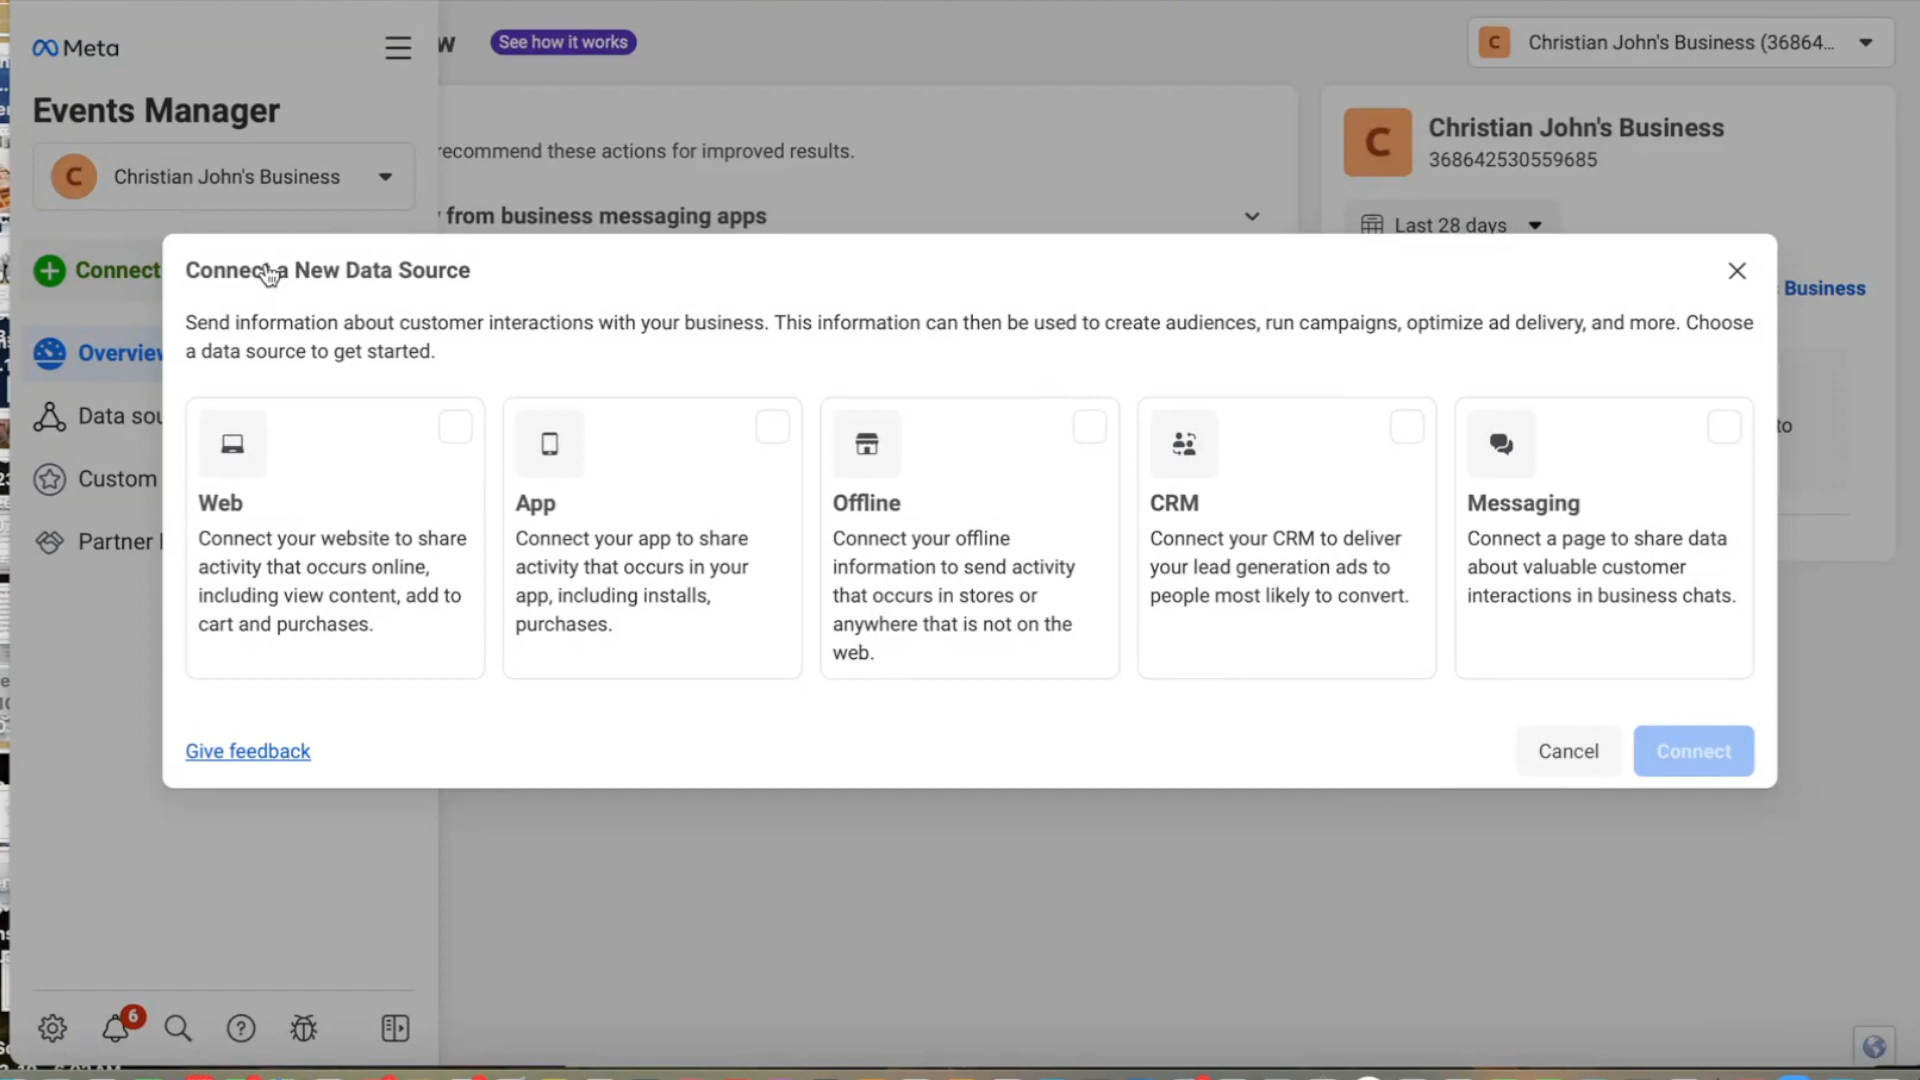 Meta
W
See how it works
Christian John's Business (36864...
Events Manager
Christian John's Business
ecommend these actions for improved results.
from business messaging apps
Christian John's Business
368642530559685
Last 28 days
Connect
Business
Overview
Data sou
Custom
Partner
to
Connect a New Data Source
Send information about customer interactions with your business. This information can then be used to create audiences, run campaigns, optimize ad delivery, and more. Choose
a data source to get started.
Web
Connect your website to share
activity that occurs online,
including view content, add to
cart and purchases.
App
Connect your app to share
activity that occurs in your
app, including installs,
purchases.
Offline
Connect your offline
information to send activity
that occurs in stores or
anywhere that is not on the
web.
CRM
Connect your CRM to deliver
your lead generation ads to
people most likely to convert.
Messaging
Connect a page to share data
about valuable customer
interactions in business chats.
Give feedback
Cancel
Connect
6